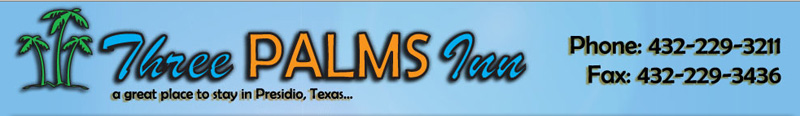 Three PALMS Inn
a great place to stay in Presidio, Texas...
Phone: 432-229-3211
Fax: 432-229-3436